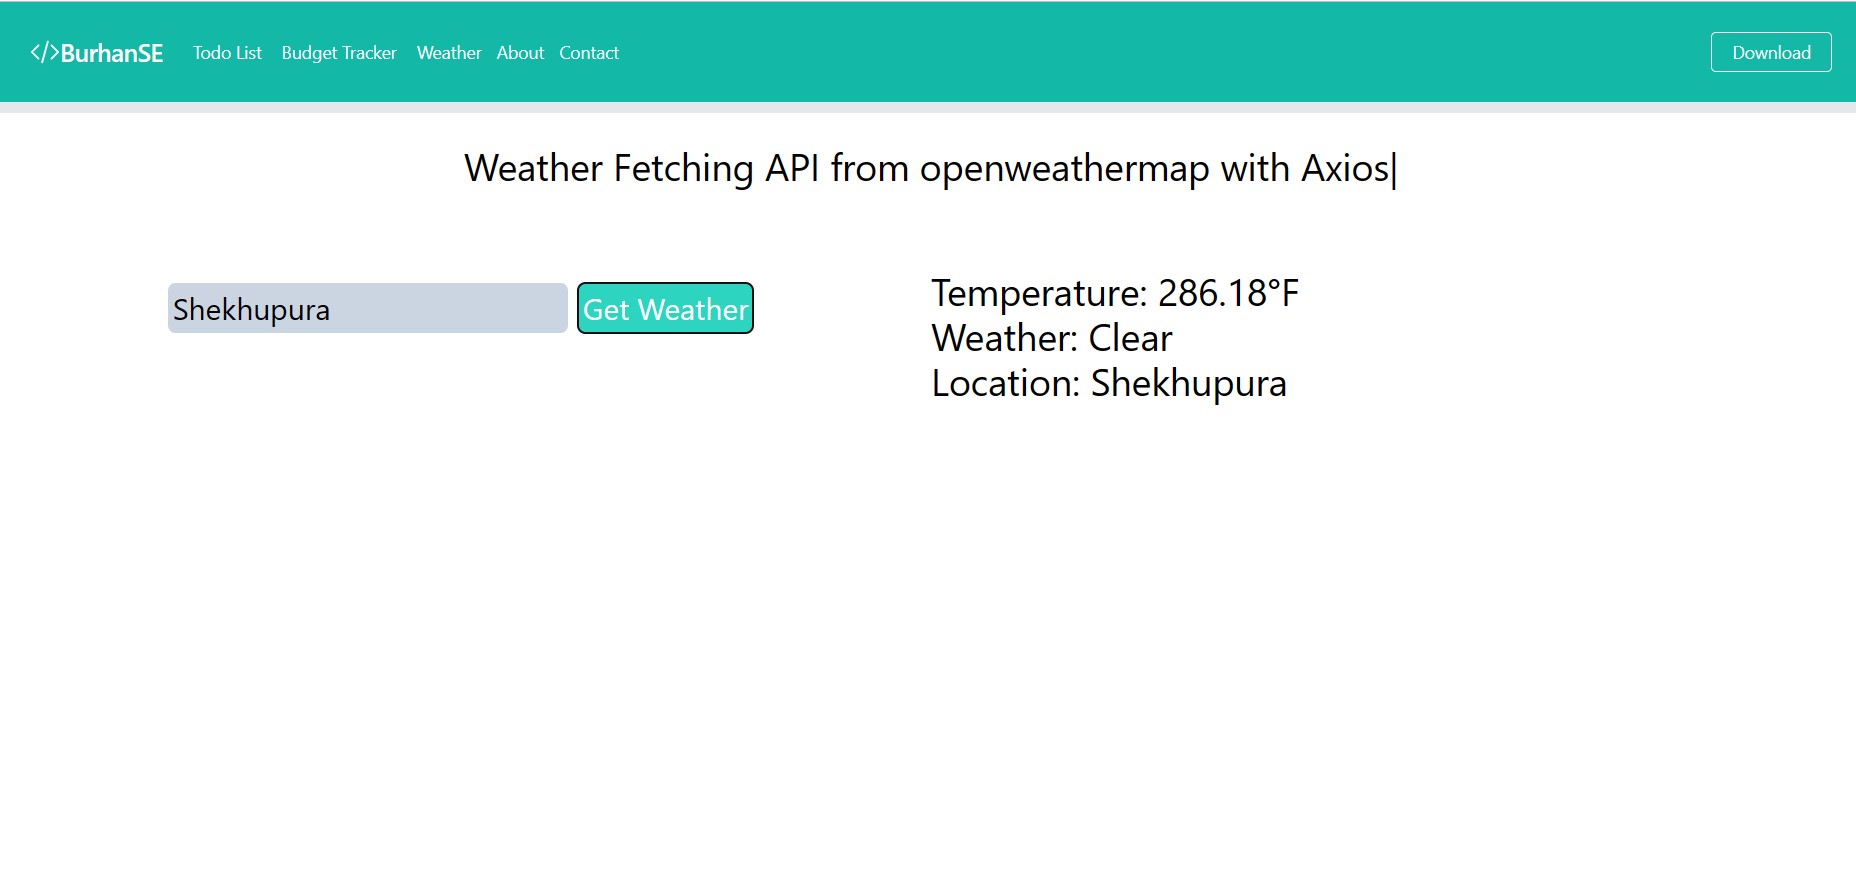 </>BurhanSE Todo List Budget Tracker Weather About Contact Download
Weather Fetching API from openweathermap with Axios|
Shekhupura Get Weather
Temperature: 286.18°F
Weather: Clear
Location: Shekhupura